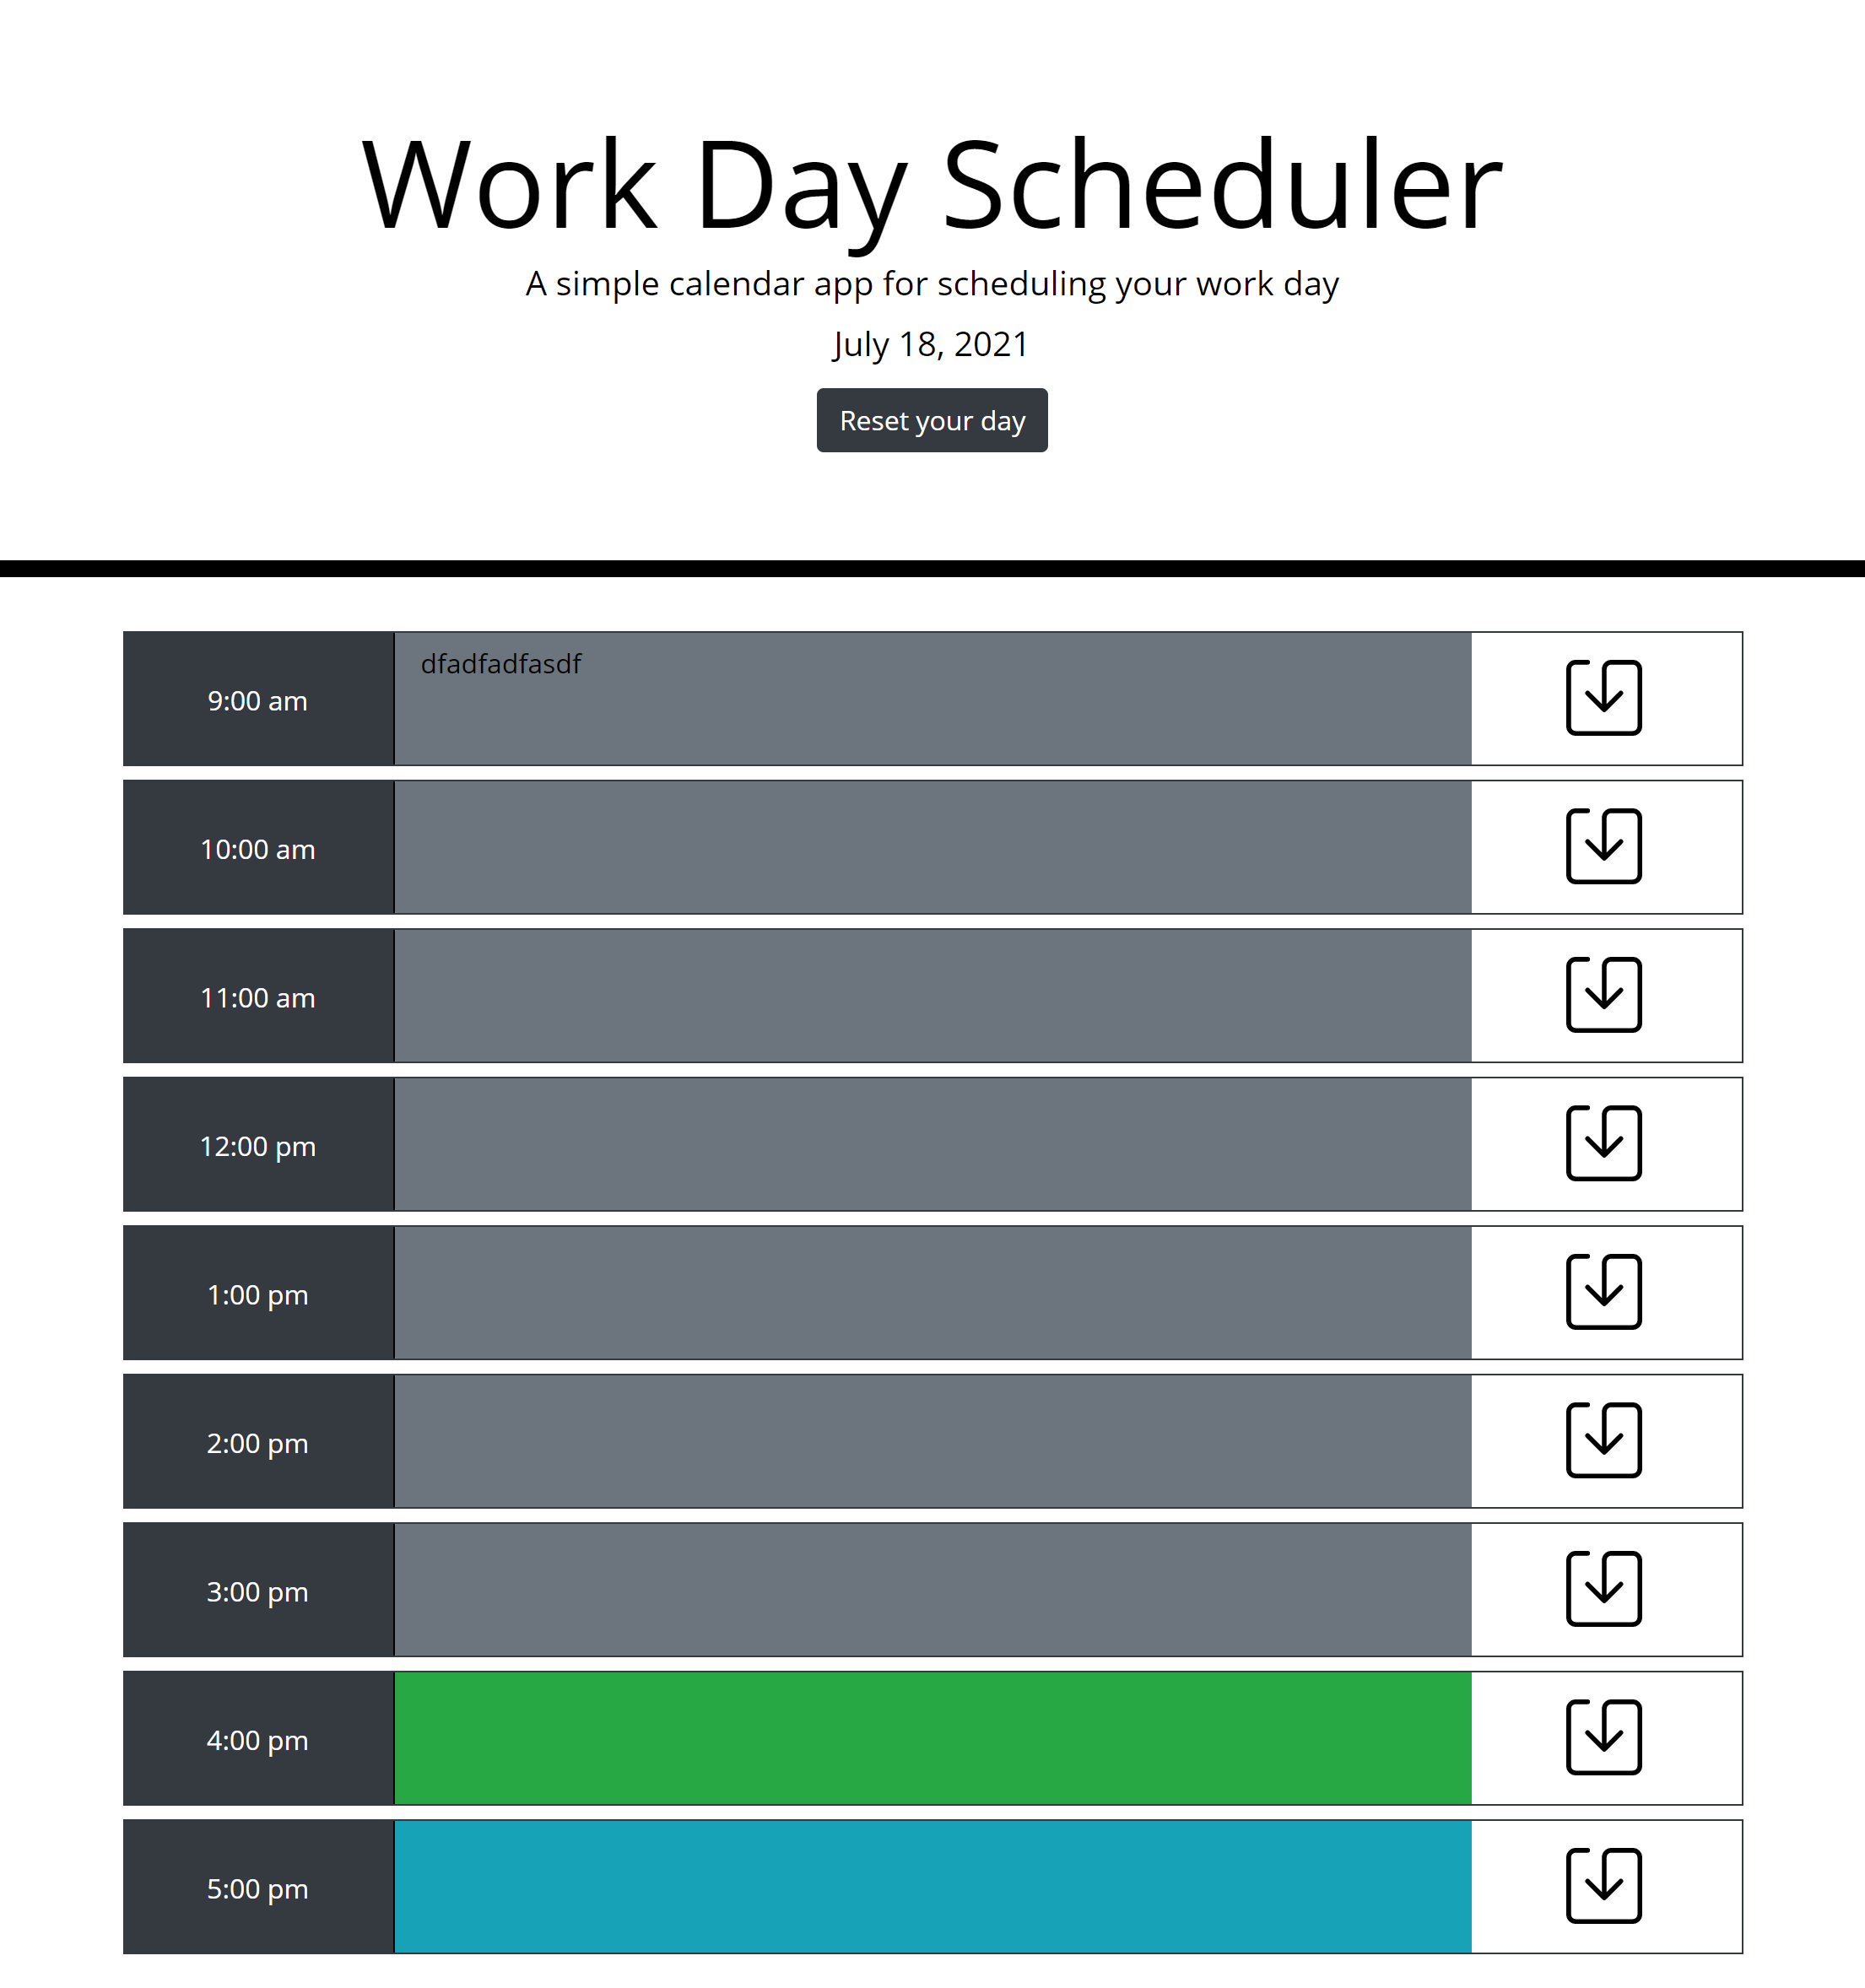 Work Day Scheduler
A simple calendar app for scheduling your work day
July 18, 2021
Reset your day
9:00 am
dfadfadfasdf
10:00 am
11:00 am
12:00 pm
1:00 pm
2:00 pm
3:00 pm
4:00 pm
5:00 pm